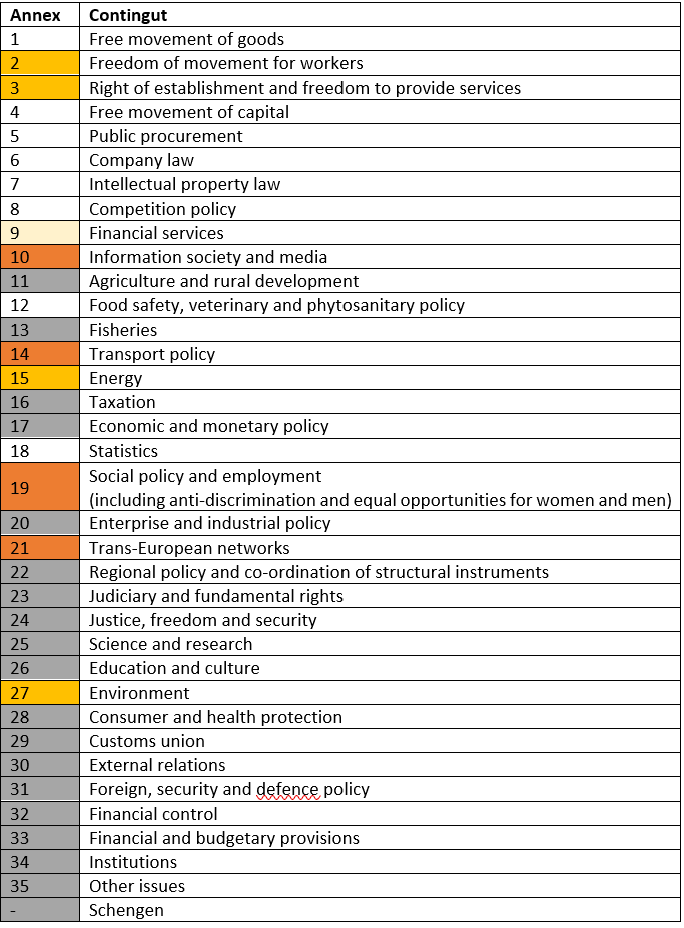 Annex Contingut
1 Free movement of goods
2 Freedom of movement for workers
3 Right of establishment and freedom to provide services
4 Free movement of capital
5 Public procurement
6 Company law
7 Intellectual property law
8 Competition policy
9 Financial services
10 Information society and media
11 Agriculture and rural development
12 Food safety, veterinary and phytosanitary policy
13 Fisheries
14 Transport policy
15 Energy
16 Taxation
17 Economic and monetary policy
18 Statistics
19 Social policy and employment
(including anti-discrimination and equal opportunities for women and men)
20 Enterprise and industrial policy
21 Trans-European networks
22 Regional policy and co-ordination of structural instruments
23 Judiciary and fundamental rights
24 Justice, freedom and security
25 Science and research
26 Education and culture
27 Environment
28 Consumer and health protection
29 Customs union
30 External relations
31 Foreign, security and defence policy
32 Financial control
33 Financial and budgetary provisions
34 Institutions
35 Other issues
- Schengen